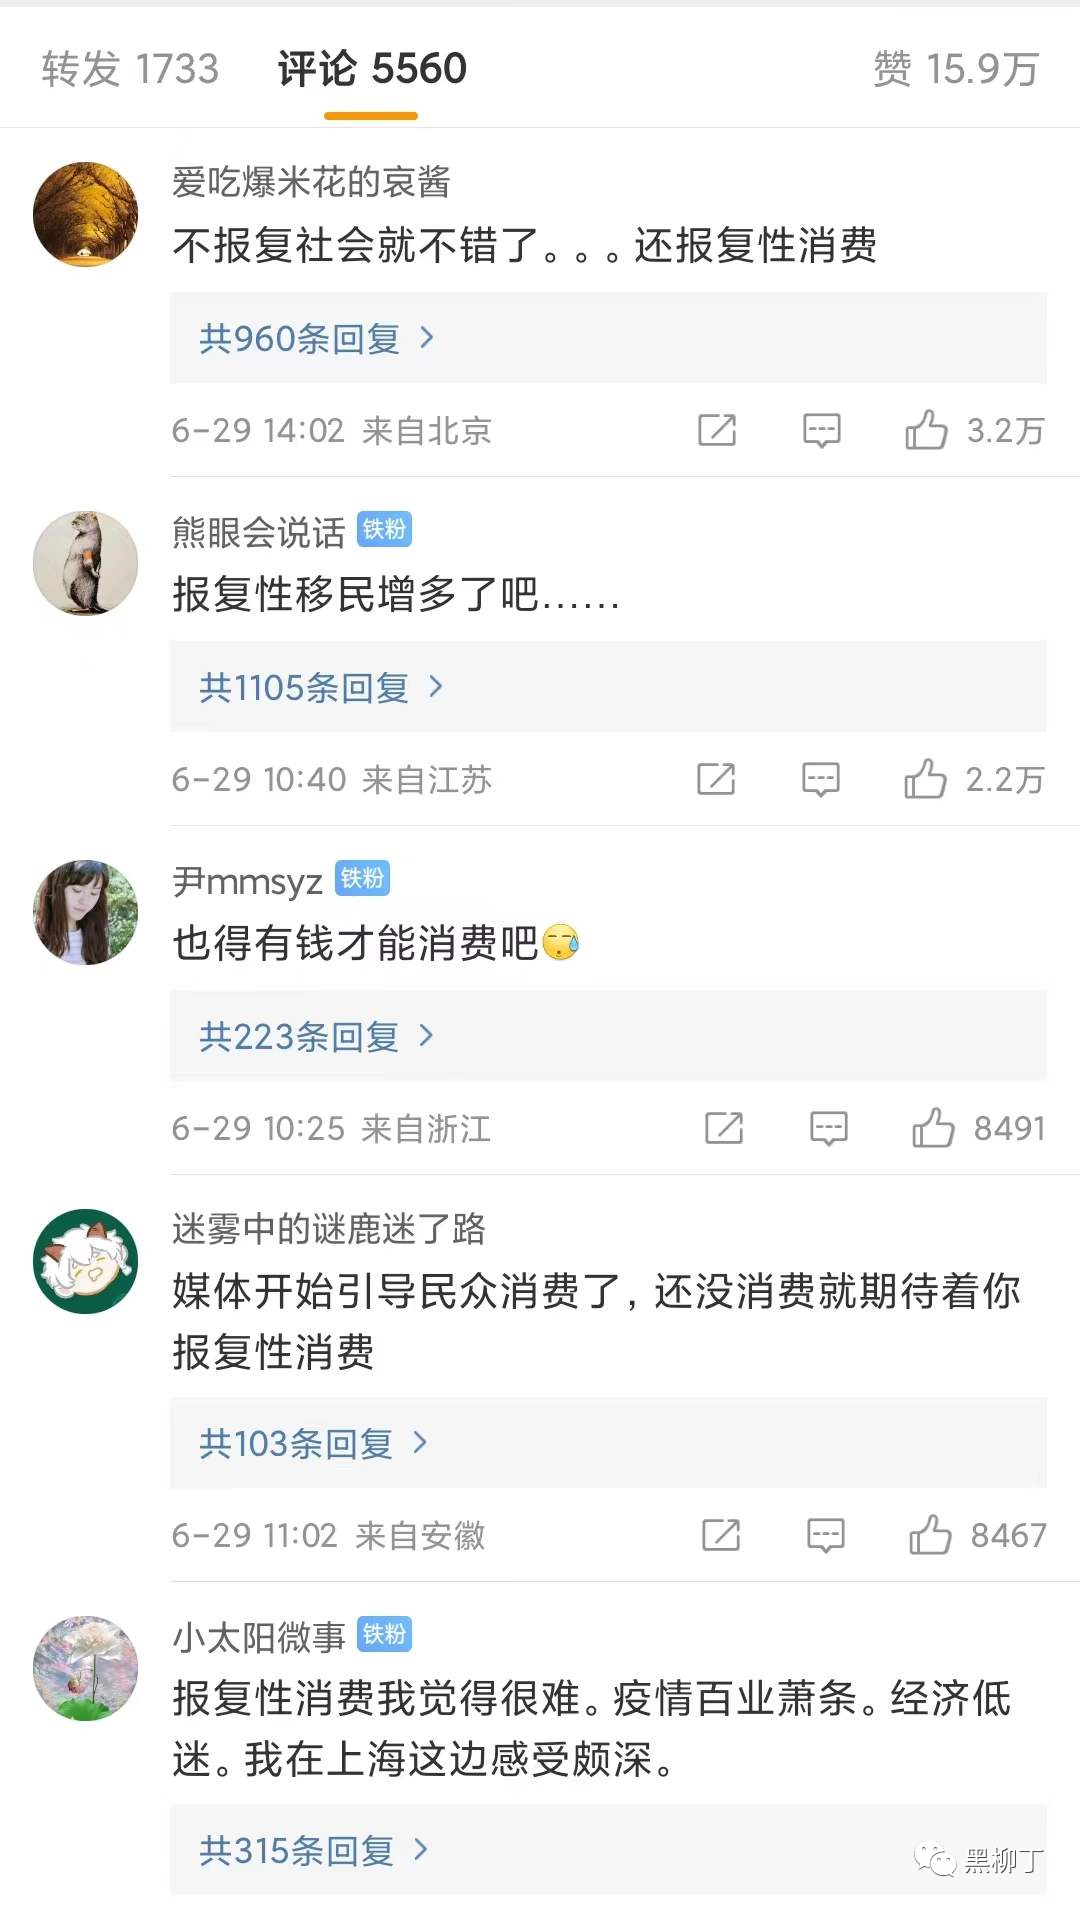 转发 1733 评论 5560 赞 15.9万
爱吃爆米花的哀酱
不报复社会就不错了。。。还报复性消费
共960条回复 >
6-29 14:02 来自北京 3.2万
熊眼会说话 铁粉
报复性移民增多了吧......
共1105条回复 >
6-29 10:40 来自江苏 2.2万
尹mmsyz 铁粉
也得有钱才能消费吧😅
共223条回复 >
6-29 10:25 来自浙江 8491
迷雾中的谜鹿迷了路
媒体开始引导民众消费了, 还没消费就期待着你
报复性消费
共103条回复 >
6-29 11:02 来自安徽 8467
小太阳微事 铁粉
报复性消费我觉得很难。疫情百业萧条。经济低
迷。我在上海这边感受颇深。
共315条回复 >
黑柳丁